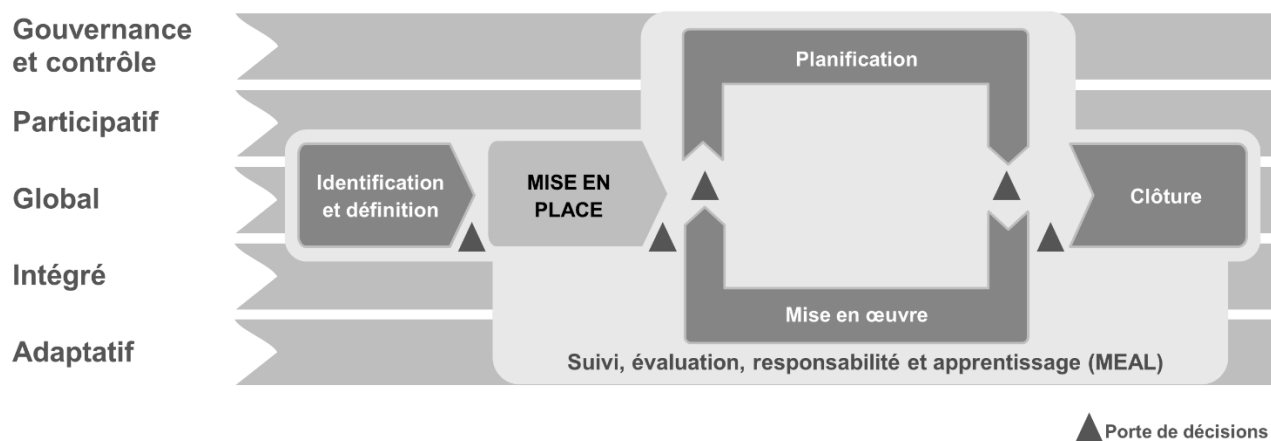 Gouvernance
et contrôle
Participatif
Global
Intégré
Adaptatif
Identification
et définition
MISE EN
PLACE
Planification
Mise en œuvre
Clôture
Suivi, évaluation, responsabilité et apprentissage (MEAL)
Porte de décisions